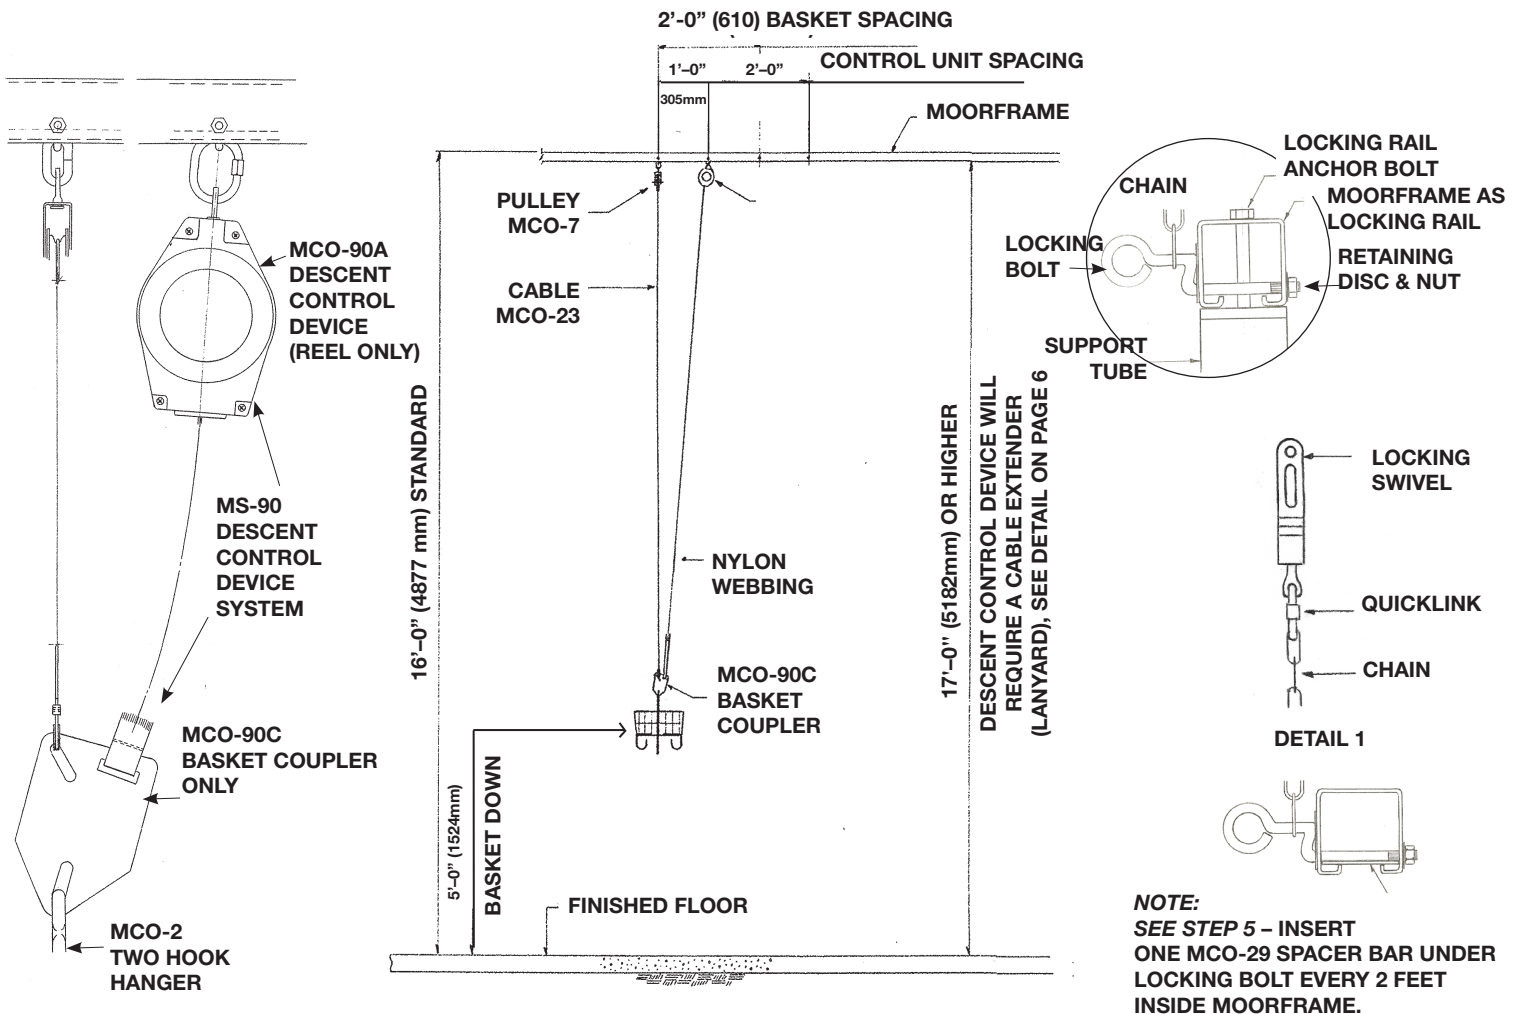 2'-0” (610) BASKET SPACING
CONTROL UNIT SPACING
1'–0” 2'–0”
305mm
MOORFRAME
PULLEY
MCO-7
CABLE
MCO-23
NYLON
WEBBING
MCO-90C
BASKET
COUPLER
16'–0” (4877 mm) STANDARD
5'–0” (1524mm)
BASKET DOWN
FINISHED FLOOR
17'–0” (5182mm) OR HIGHER
DESCENT CONTROL DEVICE WILL
REQUIRE A CABLE EXTENDER
(LANYARD), SEE DETAIL ON PAGE 6
MCO-90A
DESCENT
CONTROL
DEVICE
(REEL ONLY)
MS-90
DESCENT
CONTROL
DEVICE
SYSTEM
MCO-90C
BASKET COUPLER
ONLY
MCO-2
TWO HOOK
HANGER
LOCKING RAIL
ANCHOR BOLT
CHAIN
MOORFRAME AS
LOCKING RAIL
LOCKING
BOLT
RETAINING
DISC & NUT
SUPPORT
TUBE
LOCKING
SWIVEL
QUICKLINK
CHAIN
DETAIL 1
NOTE:
SEE STEP 5 – INSERT
ONE MCO-29 SPACER BAR UNDER
LOCKING BOLT EVERY 2 FEET
INSIDE MOORFRAME.